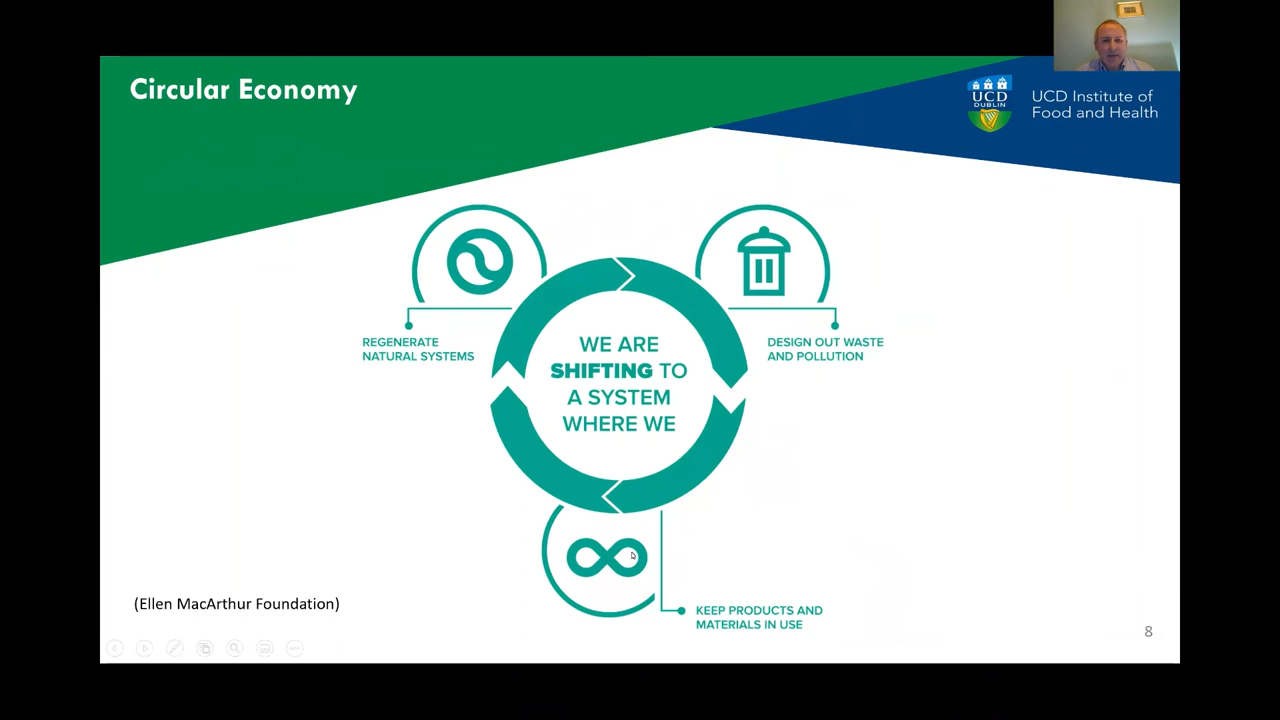 Circular Economy
UCD
DUBLIN
UCD Institute of
Food and Health
REGENERATE
NATURAL SYSTEMS
DESIGN OUT WASTE
AND POLLUTION
WE ARE
SHIFTING TO
A SYSTEM
WHERE WE
KEEP PRODUCTS AND
MATERIALS IN USE
(Ellen MacArthur Foundation)
8